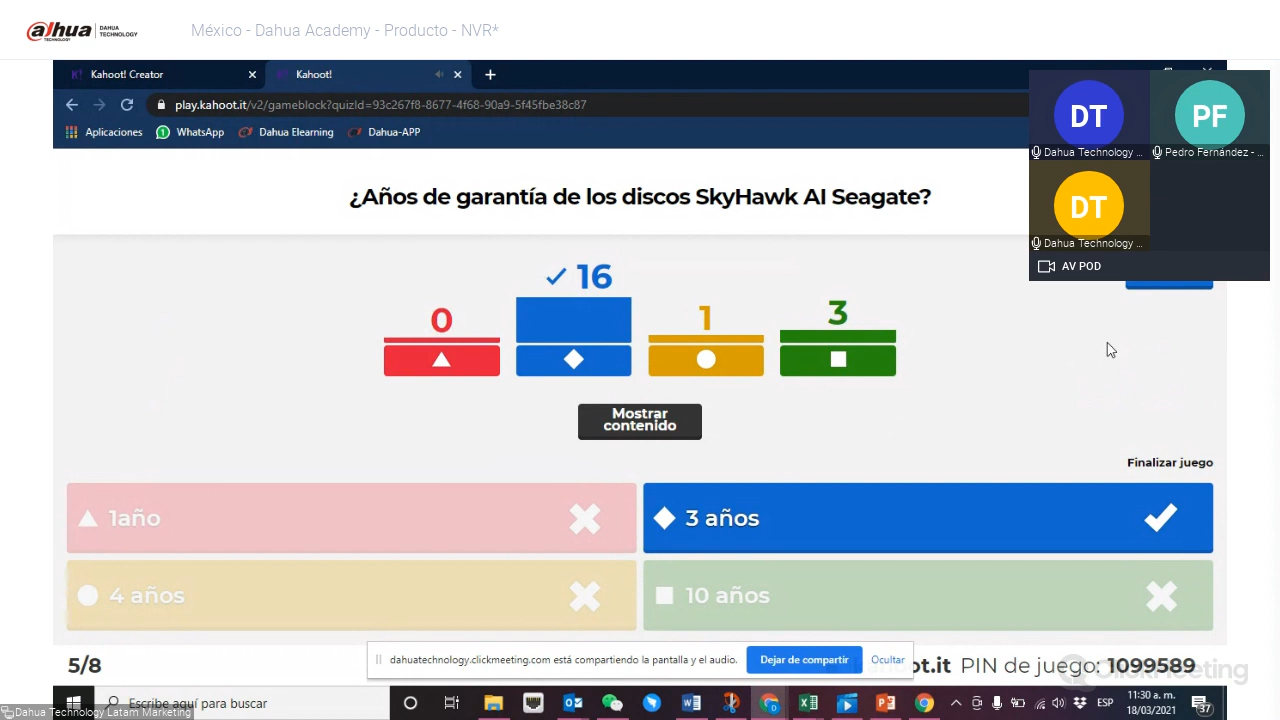 alhua
TECHNOLOGY
DAHUA
TECHNOLOGY
México - Dahua Academy - Producto - NVR*
Kahoot! Creator
Kahoot!
play.kahoot.it/v2/gameblock?quizId=93c267f8-8677-4f68-90a9-5f45fbe38c87
Aplicaciones
WhatsApp
Dahua Elearning
Dahua-APP
DT
PF
Dahua Technology ...
Pedro Fernández - ...
DT
Dahua Technology ...
AV POD
¿Años de garantía de los discos SkyHawk AI Seagate?
0
16
1
3
Mostrar
contenido
Finalizar juego
1año
3 años
4 años
10 años
dahuatechnology.clickmeeting.com está compartiendo la pantalla y el audio.
Dejar de compartir
Ocultar
5/8
ot.it PIN de juego: 1099589
ClickMeeting
Escribe aquí para buscar
ESP
11:30 a. m.
18/03/2021
37
Dahua Technology Latam Marketing